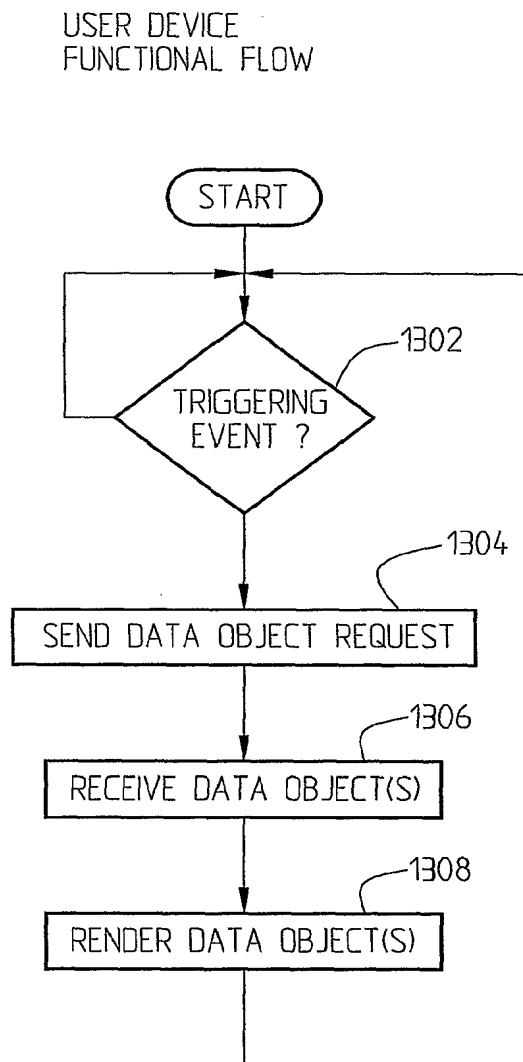 USER DEVICE
FUNCTIONAL FLOW
START
1302
TRIGGERING
EVENT ?
1304
SEND DATA OBJECT REQUEST
1306
RECEIVE DATA OBJECT(S)
1308
RENDER DATA OBJECT(S)